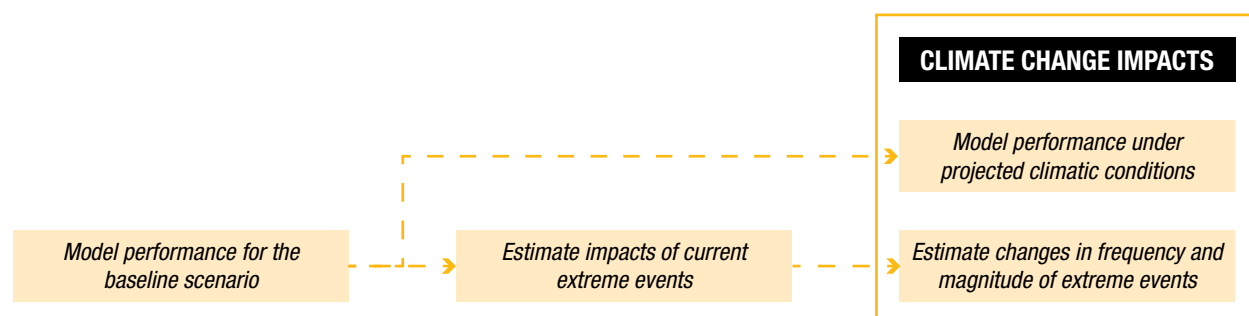 CLIMATE CHANGE IMPACTS
Model performance under
projected climatic conditions
Model performance for the
baseline scenario
Estimate impacts of current
extreme events
Estimate changes in frequency and
magnitude of extreme events